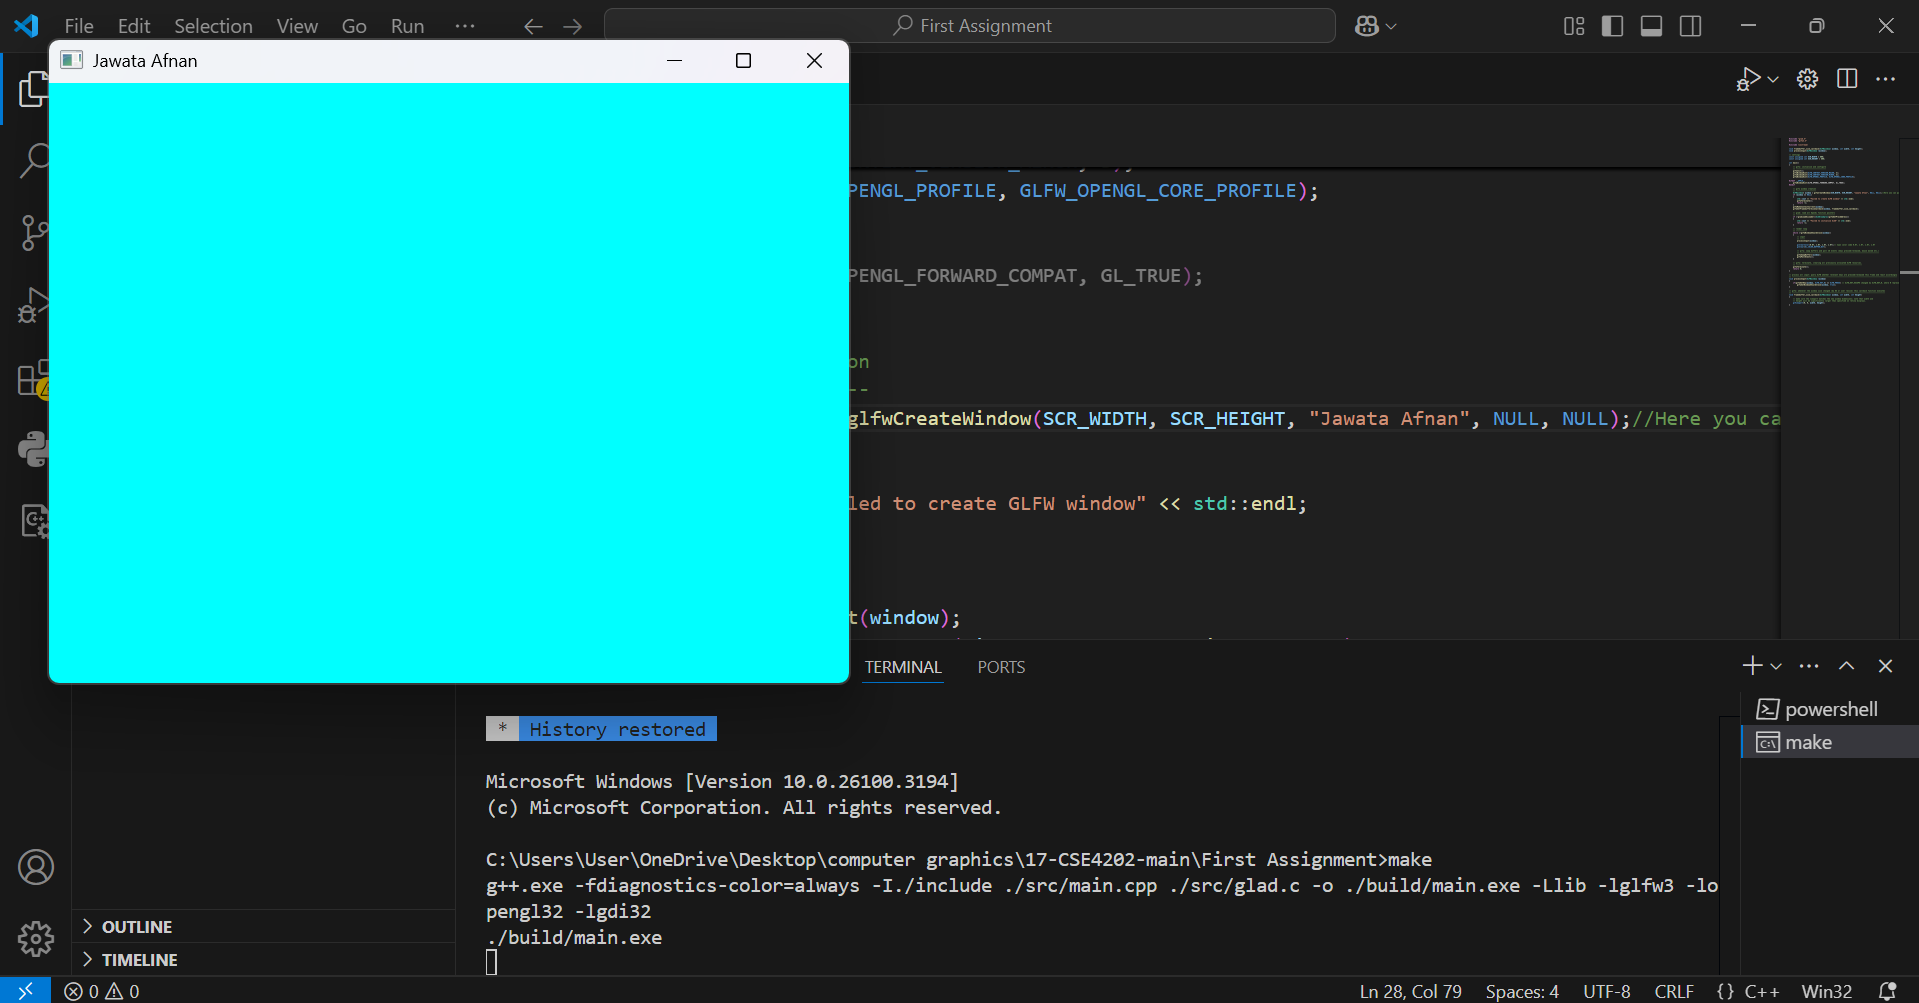 File Edit Selection View Go Run ··· First Assignment
Jawata Afnan
PENGL_PROFILE, GLFW_OPENGL_CORE_PROFILE);
PENGL_FORWARD_COMPAT, GL_TRUE);
on
--
glfwCreateWindow(SCR_WIDTH, SCR_HEIGHT, "Jawata Afnan", NULL, NULL);//Here you ca
led to create GLFW window" << std::endl;
t(window);
TERMINAL PORTS
* History restored
powershell
make
Microsoft Windows [Version 10.0.26100.3194]
(c) Microsoft Corporation. All rights reserved.
C:\Users\User\OneDrive\Desktop\computer graphics\17-CSE4202-main\First Assignment>make
g++.exe -fdiagnostics-color=always -I./include ./src/main.cpp ./src/glad.c -o ./build/main.exe -Llib -lglfw3 -lo
pengl32 -lgdi32
./build/main.exe
OUTLINE
TIMELINE
0 0 Ln 28, Col 79 Spaces: 4 UTF-8 CRLF {} C++ Win32